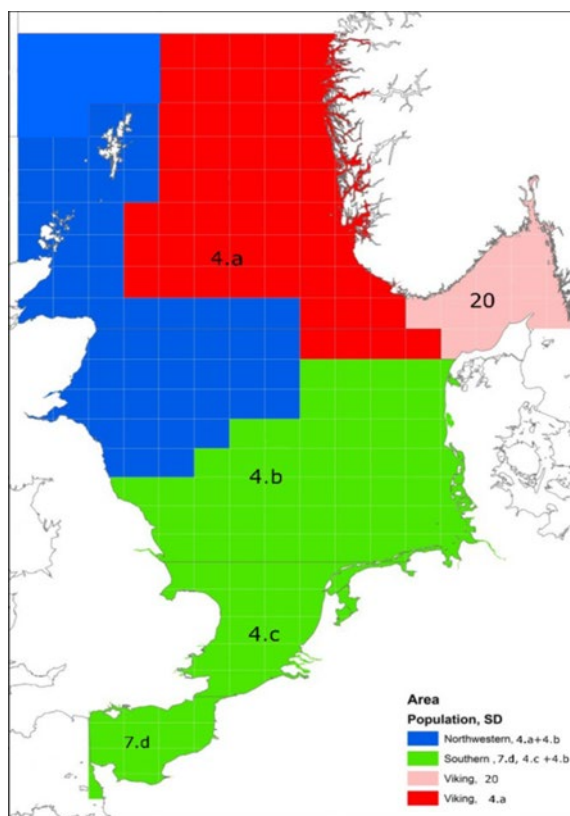 4.a
20
4.b
4.c
7.d
Area
Population, SD
Northwestern, 4.a+4.b
Southern , 7.d, 4.c +4.b
Viking, 20
Viking, 4.a